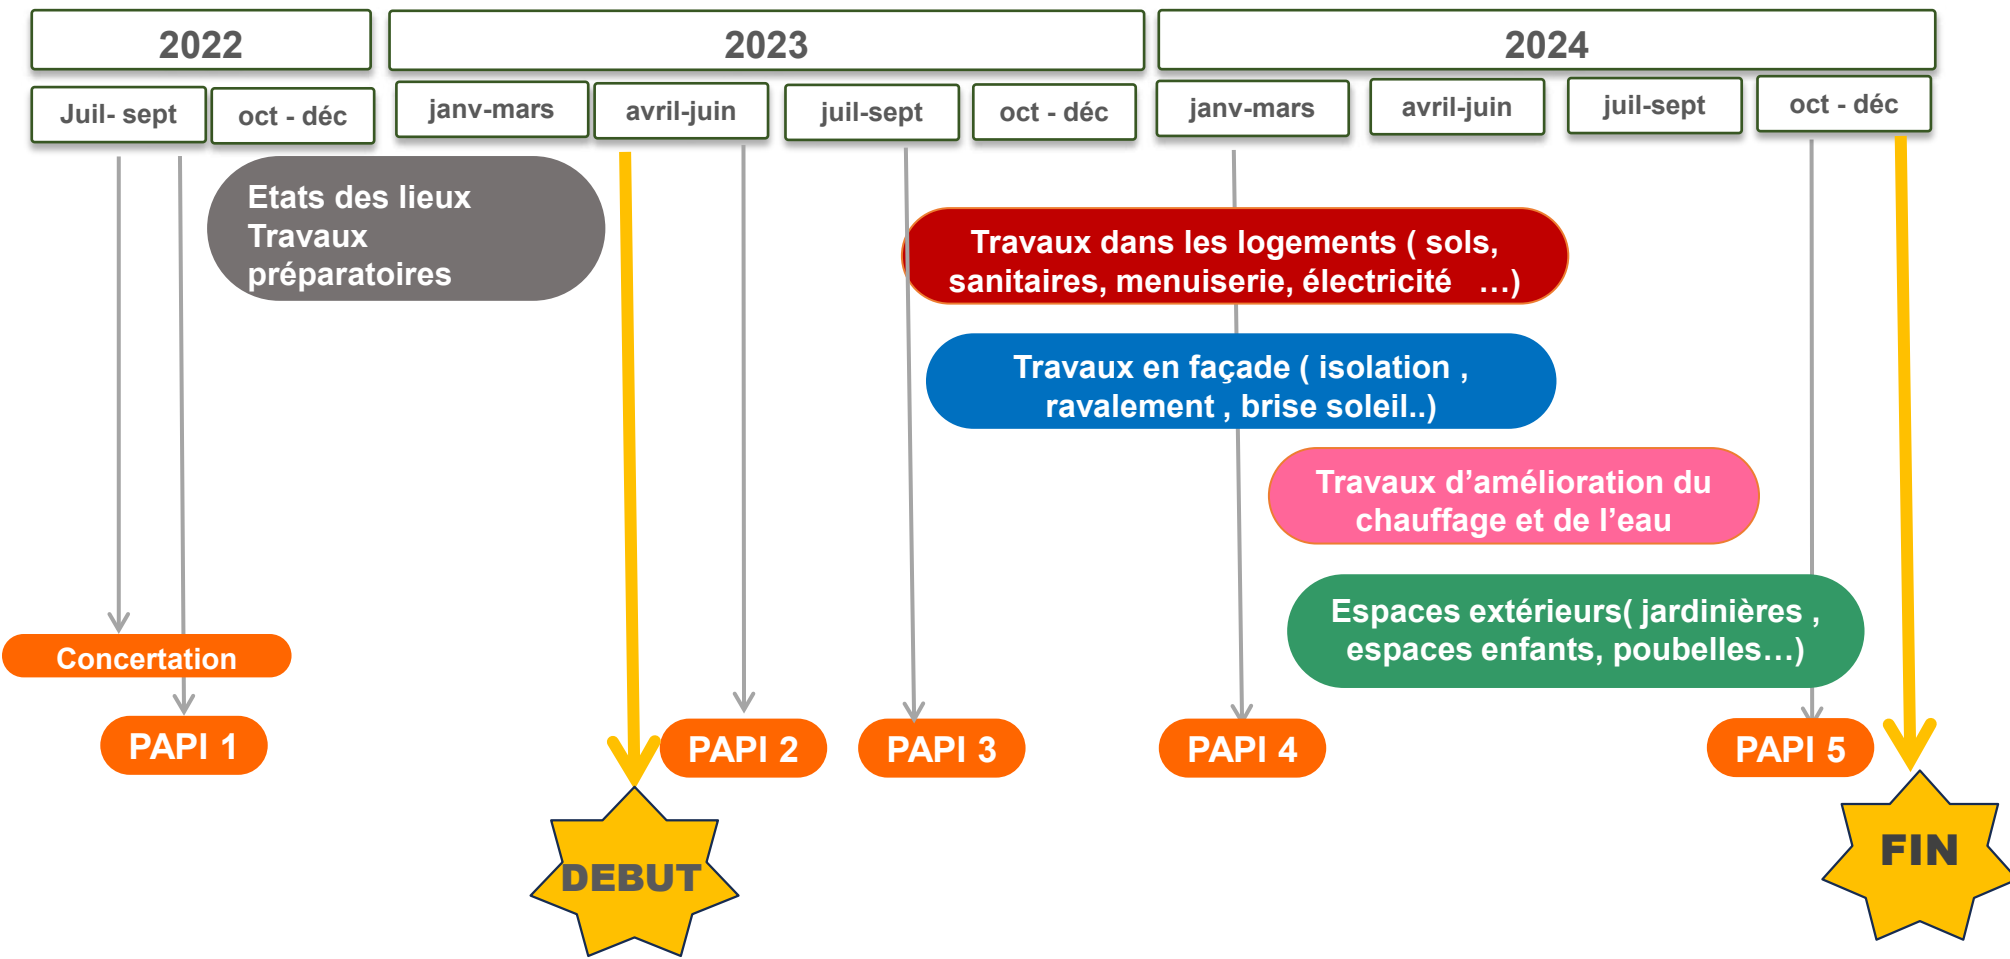 2022
2023
2024
Juil- sept
oct - déc
janv-mars
avril-juin
juil-sept
oct - déc
janv-mars
avril-juin
juil-sept
oct - déc
Etats des lieux
Travaux
préparatoires
Travaux dans les logements ( sols,
sanitaires, menuiserie, électricité …)
Travaux en façade ( isolation ,
ravalement , brise soleil..)
Travaux d’amélioration du
chauffage et de l’eau
Espaces extérieurs( jardinières ,
espaces enfants, poubelles…)
Concertation
PAPI 1
PAPI 2
PAPI 3
PAPI 4
PAPI 5
DEBUT
FIN